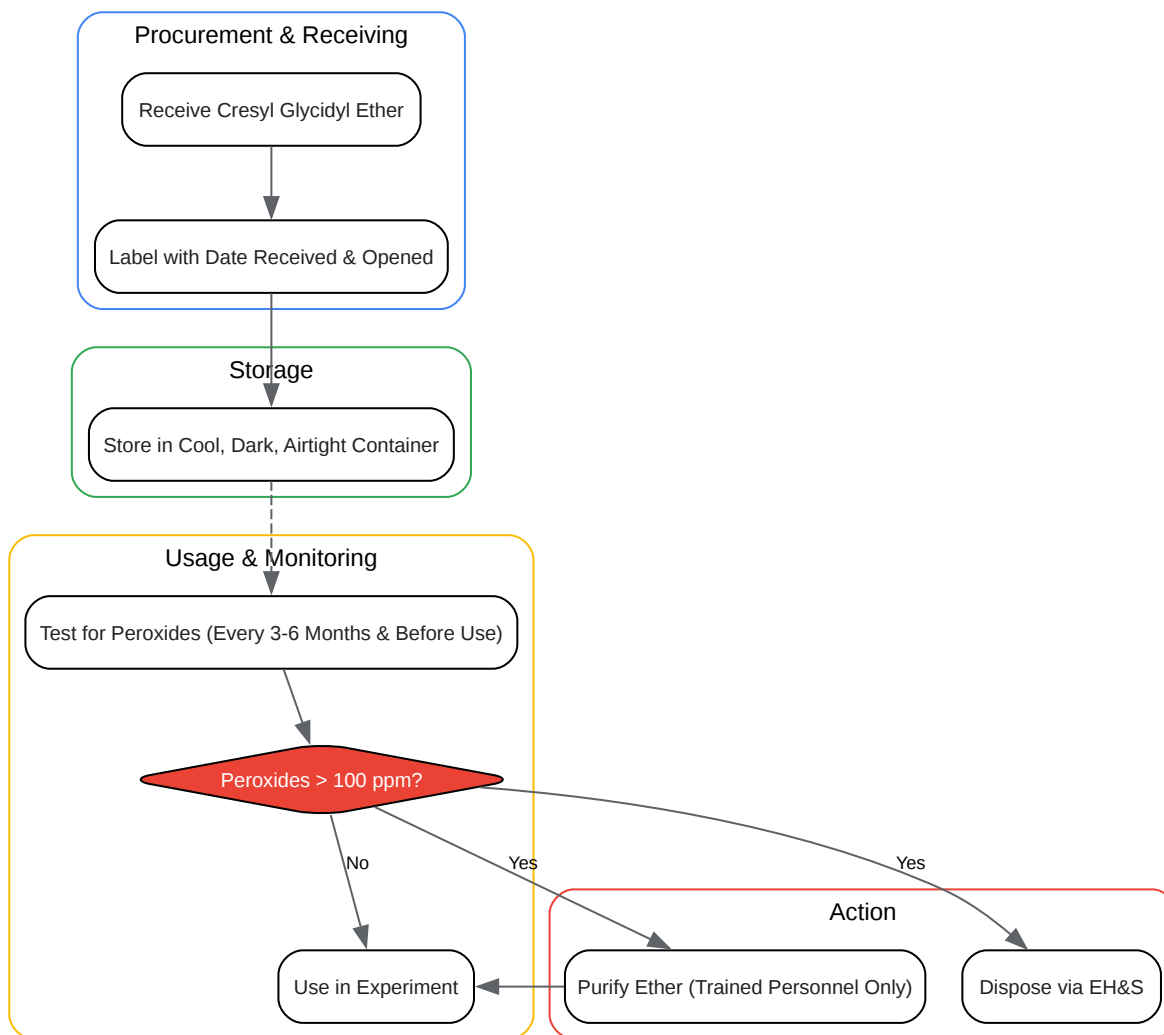 Procurement & Receiving
Receive Cresyl Glycidyl Ether
Label with Date Received & Opened
Storage
Store in Cool, Dark, Airtight Container
Usage & Monitoring
Test for Peroxides (Every 3-6 Months & Before Use)
Peroxides > 100 ppm?
No
Yes
Yes
Action
Use in Experiment
Purify Ether (Trained Personnel Only)
Dispose via EH&S